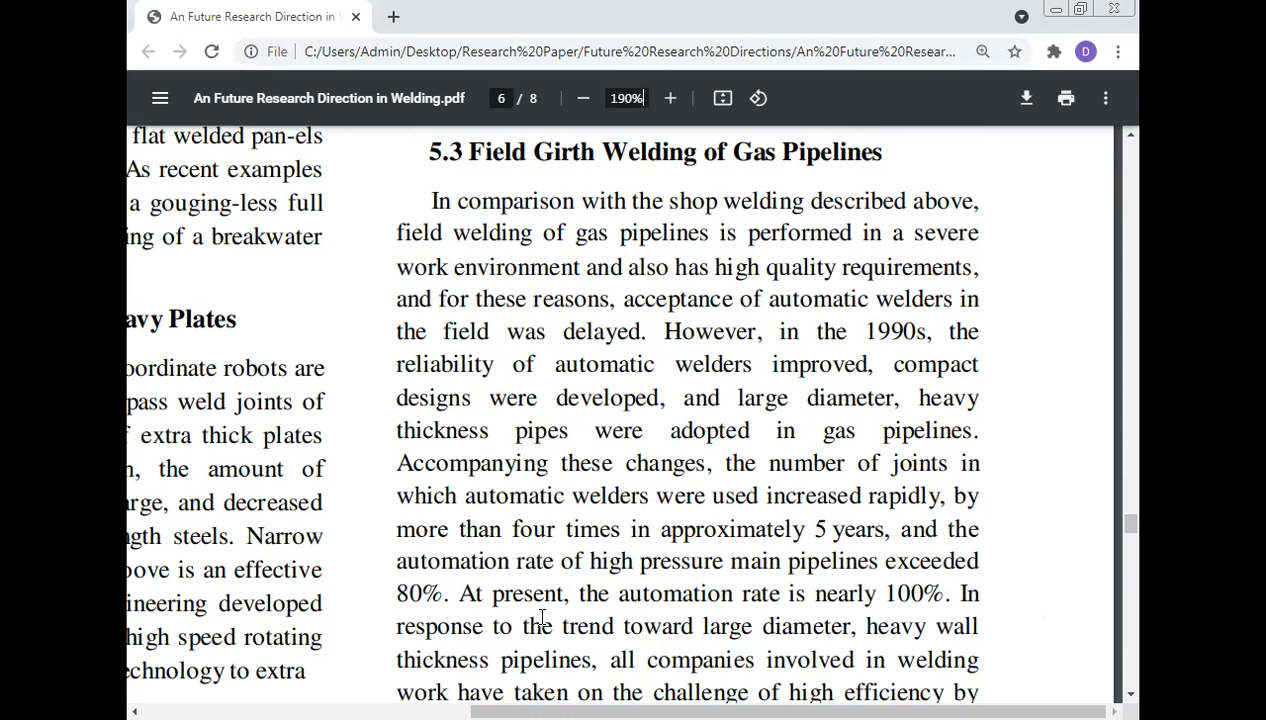 An Future Research Direction in
File
C:/Users/Admin/Desktop/Research%20Paper/Future%20Research%20Directions/An%20Future%20Resear...
D
An Future Research Direction in Welding.pdf
6 / 8
190%
flat welded pan-els
As recent examples
a gouging-less full
ing of a breakwater
avy Plates
oordinate robots are
pass weld joints of
f extra thick plates
n, the amount of
arge, and decreased
ngth steels. Narrow
bove is an effective
ineering developed
high speed rotating
echnology to extra
5.3 Field Girth Welding of Gas Pipelines
In comparison with the shop welding described above,
field welding of gas pipelines is performed in a severe
work environment and also has high quality requirements,
and for these reasons, acceptance of automatic welders in
the field was delayed. However, in the 1990s, the
reliability of automatic welders improved, compact
designs were developed, and large diameter, heavy
thickness pipes were adopted in gas pipelines.
Accompanying these changes, the number of joints in
which automatic welders were used increased rapidly, by
more than four times in approximately 5 years, and the
automation rate of high pressure main pipelines exceeded
80%. At present, the automation rate is nearly 100%. In
response to the trend toward large diameter, heavy wall
thickness pipelines, all companies involved in welding
work have taken on the challenge of high efficiency by